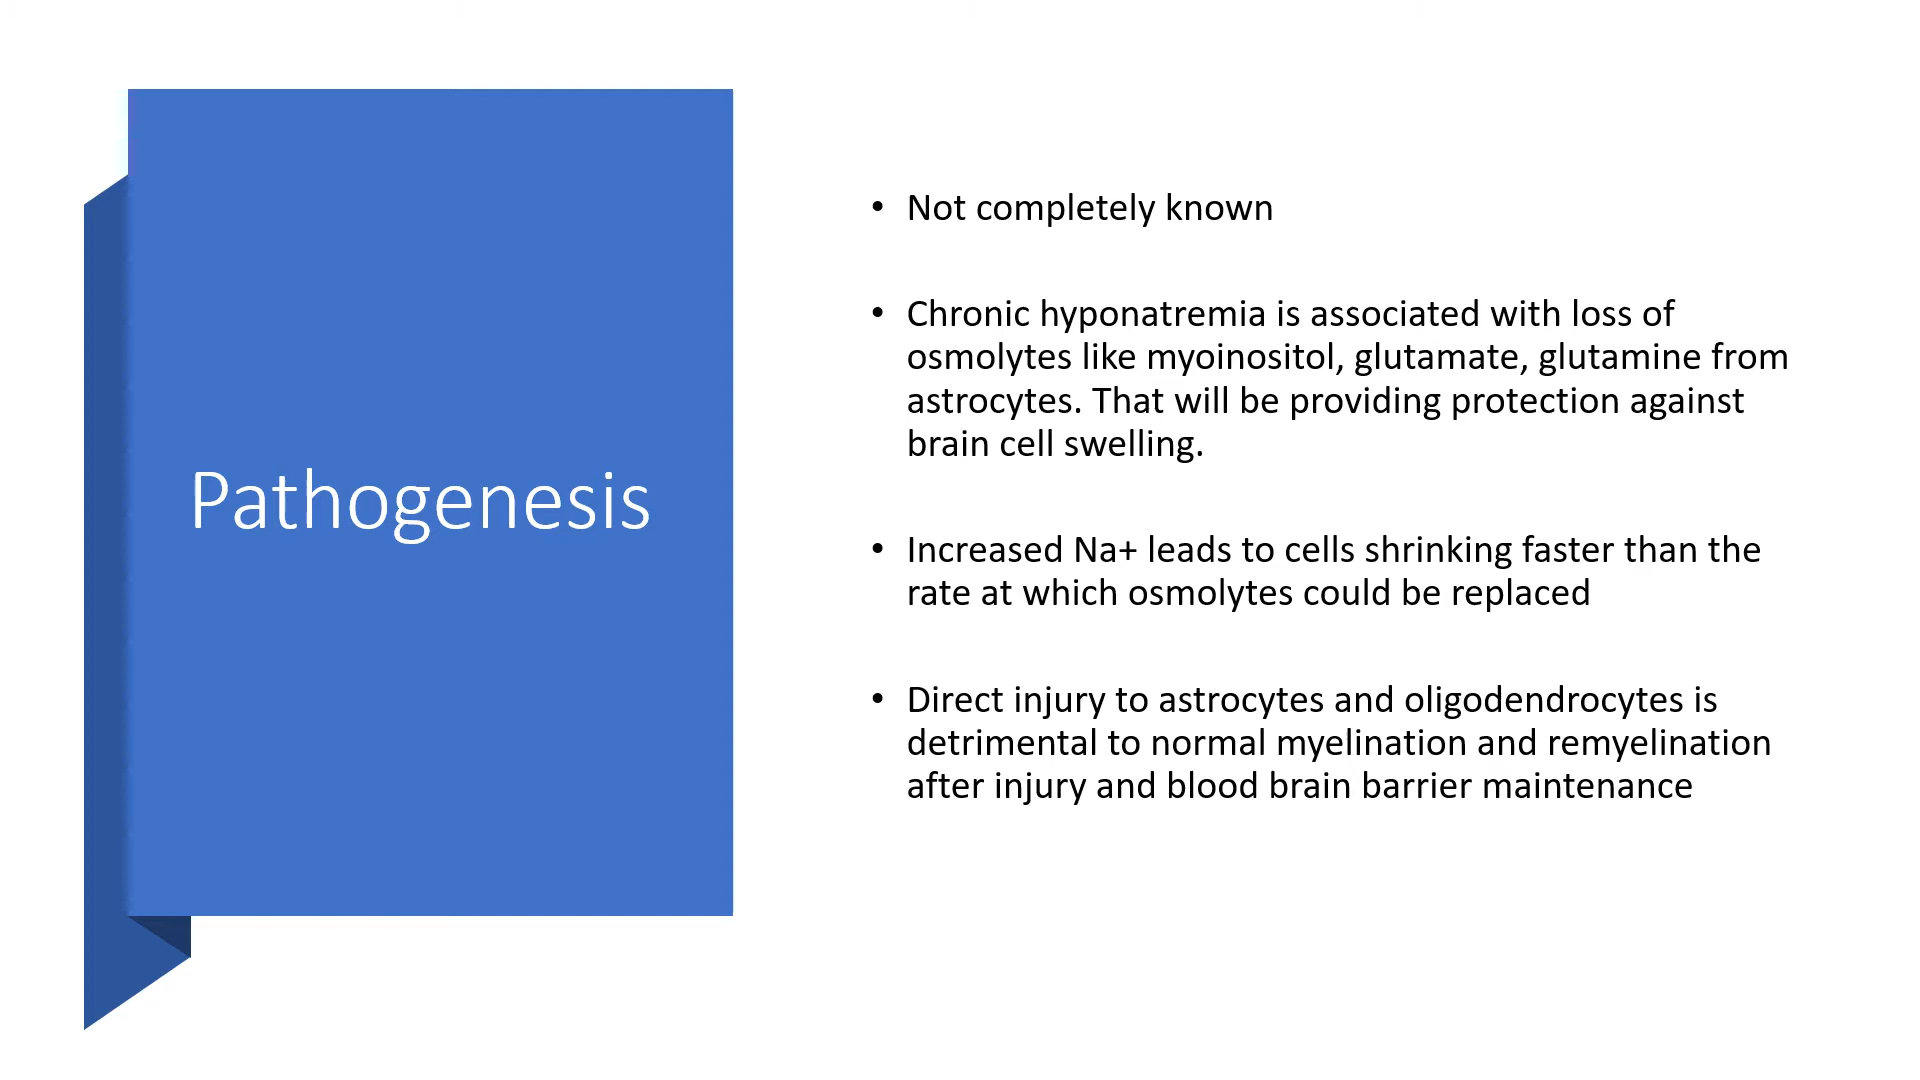 Pathogenesis
• Not completely known
• Chronic hyponatremia is associated with loss of
osmolytes like myoinositol, glutamate, glutamine from
astrocytes. That will be providing protection against
brain cell swelling.
• Increased Na+ leads to cells shrinking faster than the
rate at which osmolytes could be replaced
• Direct injury to astrocytes and oligodendrocytes is
detrimental to normal myelination and remyelination
after injury and blood brain barrier maintenance